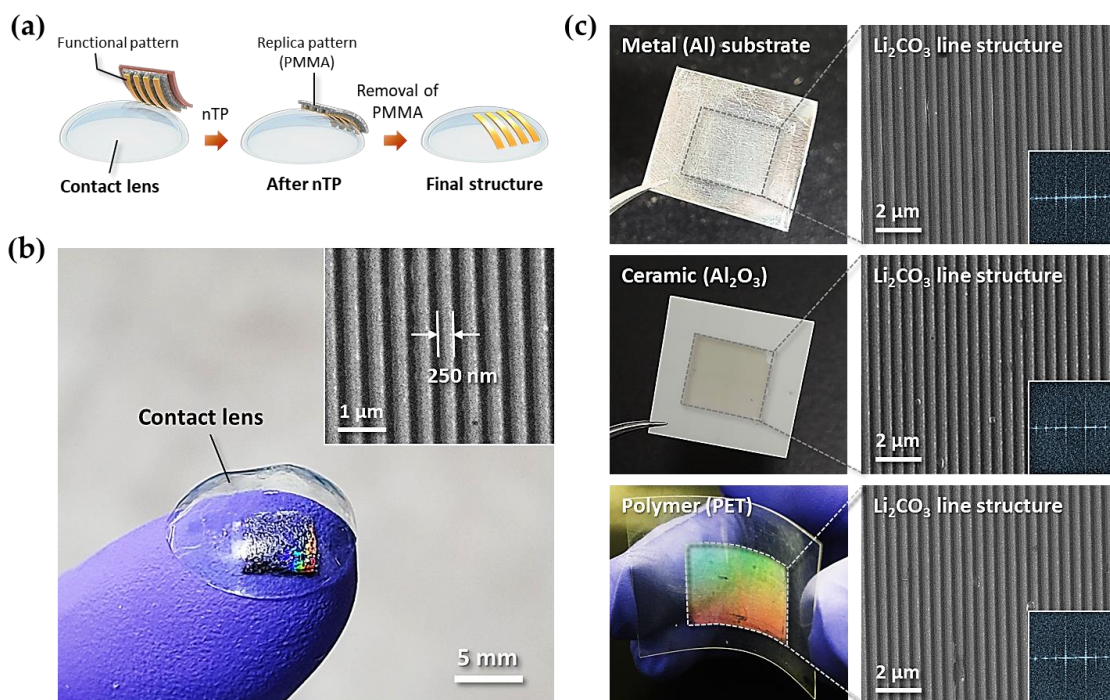 (a)
Functional pattern
Replica pattern
(PMMA)
nTP
Removal of
PMMA
Contact lens
After nTP
Final structure
(b)
Contact lens
250 nm
1 μm
5 mm
(c)
Metal (Al) substrate
Li₂CO₃ line structure
2 μm
Ceramic (Al₂O₃)
Li₂CO₃ line structure
2 μm
Polymer (PET)
Li₂CO₃ line structure
2 μm